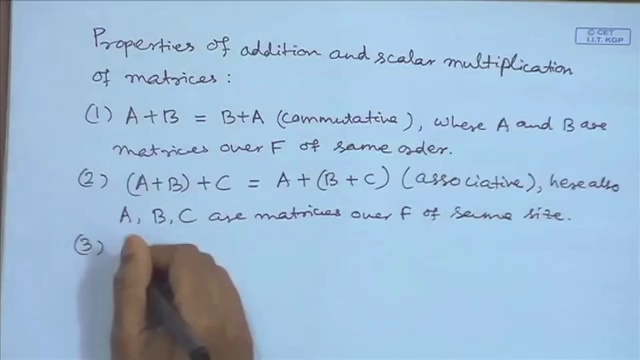 © CET
I.I.T. KGP
Properties of addition and scalar multiplication
of matrices :
(1) A+B = B+A (commutative), where A and B are
matrices over F of same order.
(2) (A+B)+C = A+(B+C) (associative), here also
A, B, C are matrices over F of same size.
(3)